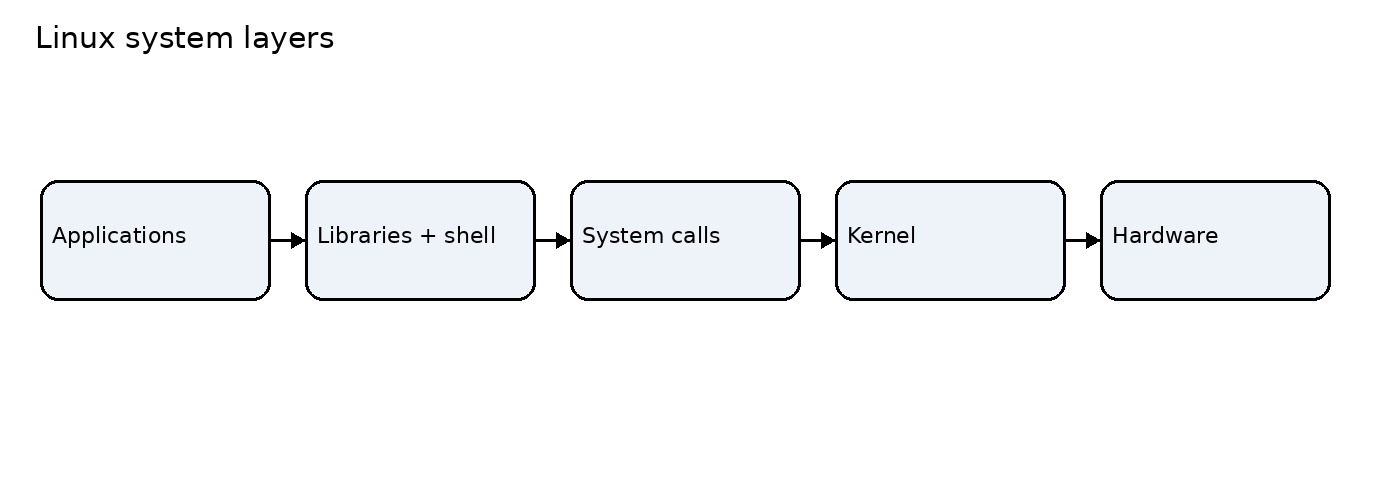 Linux system layers
Applications
Libraries + shell
System calls
Kernel
Hardware